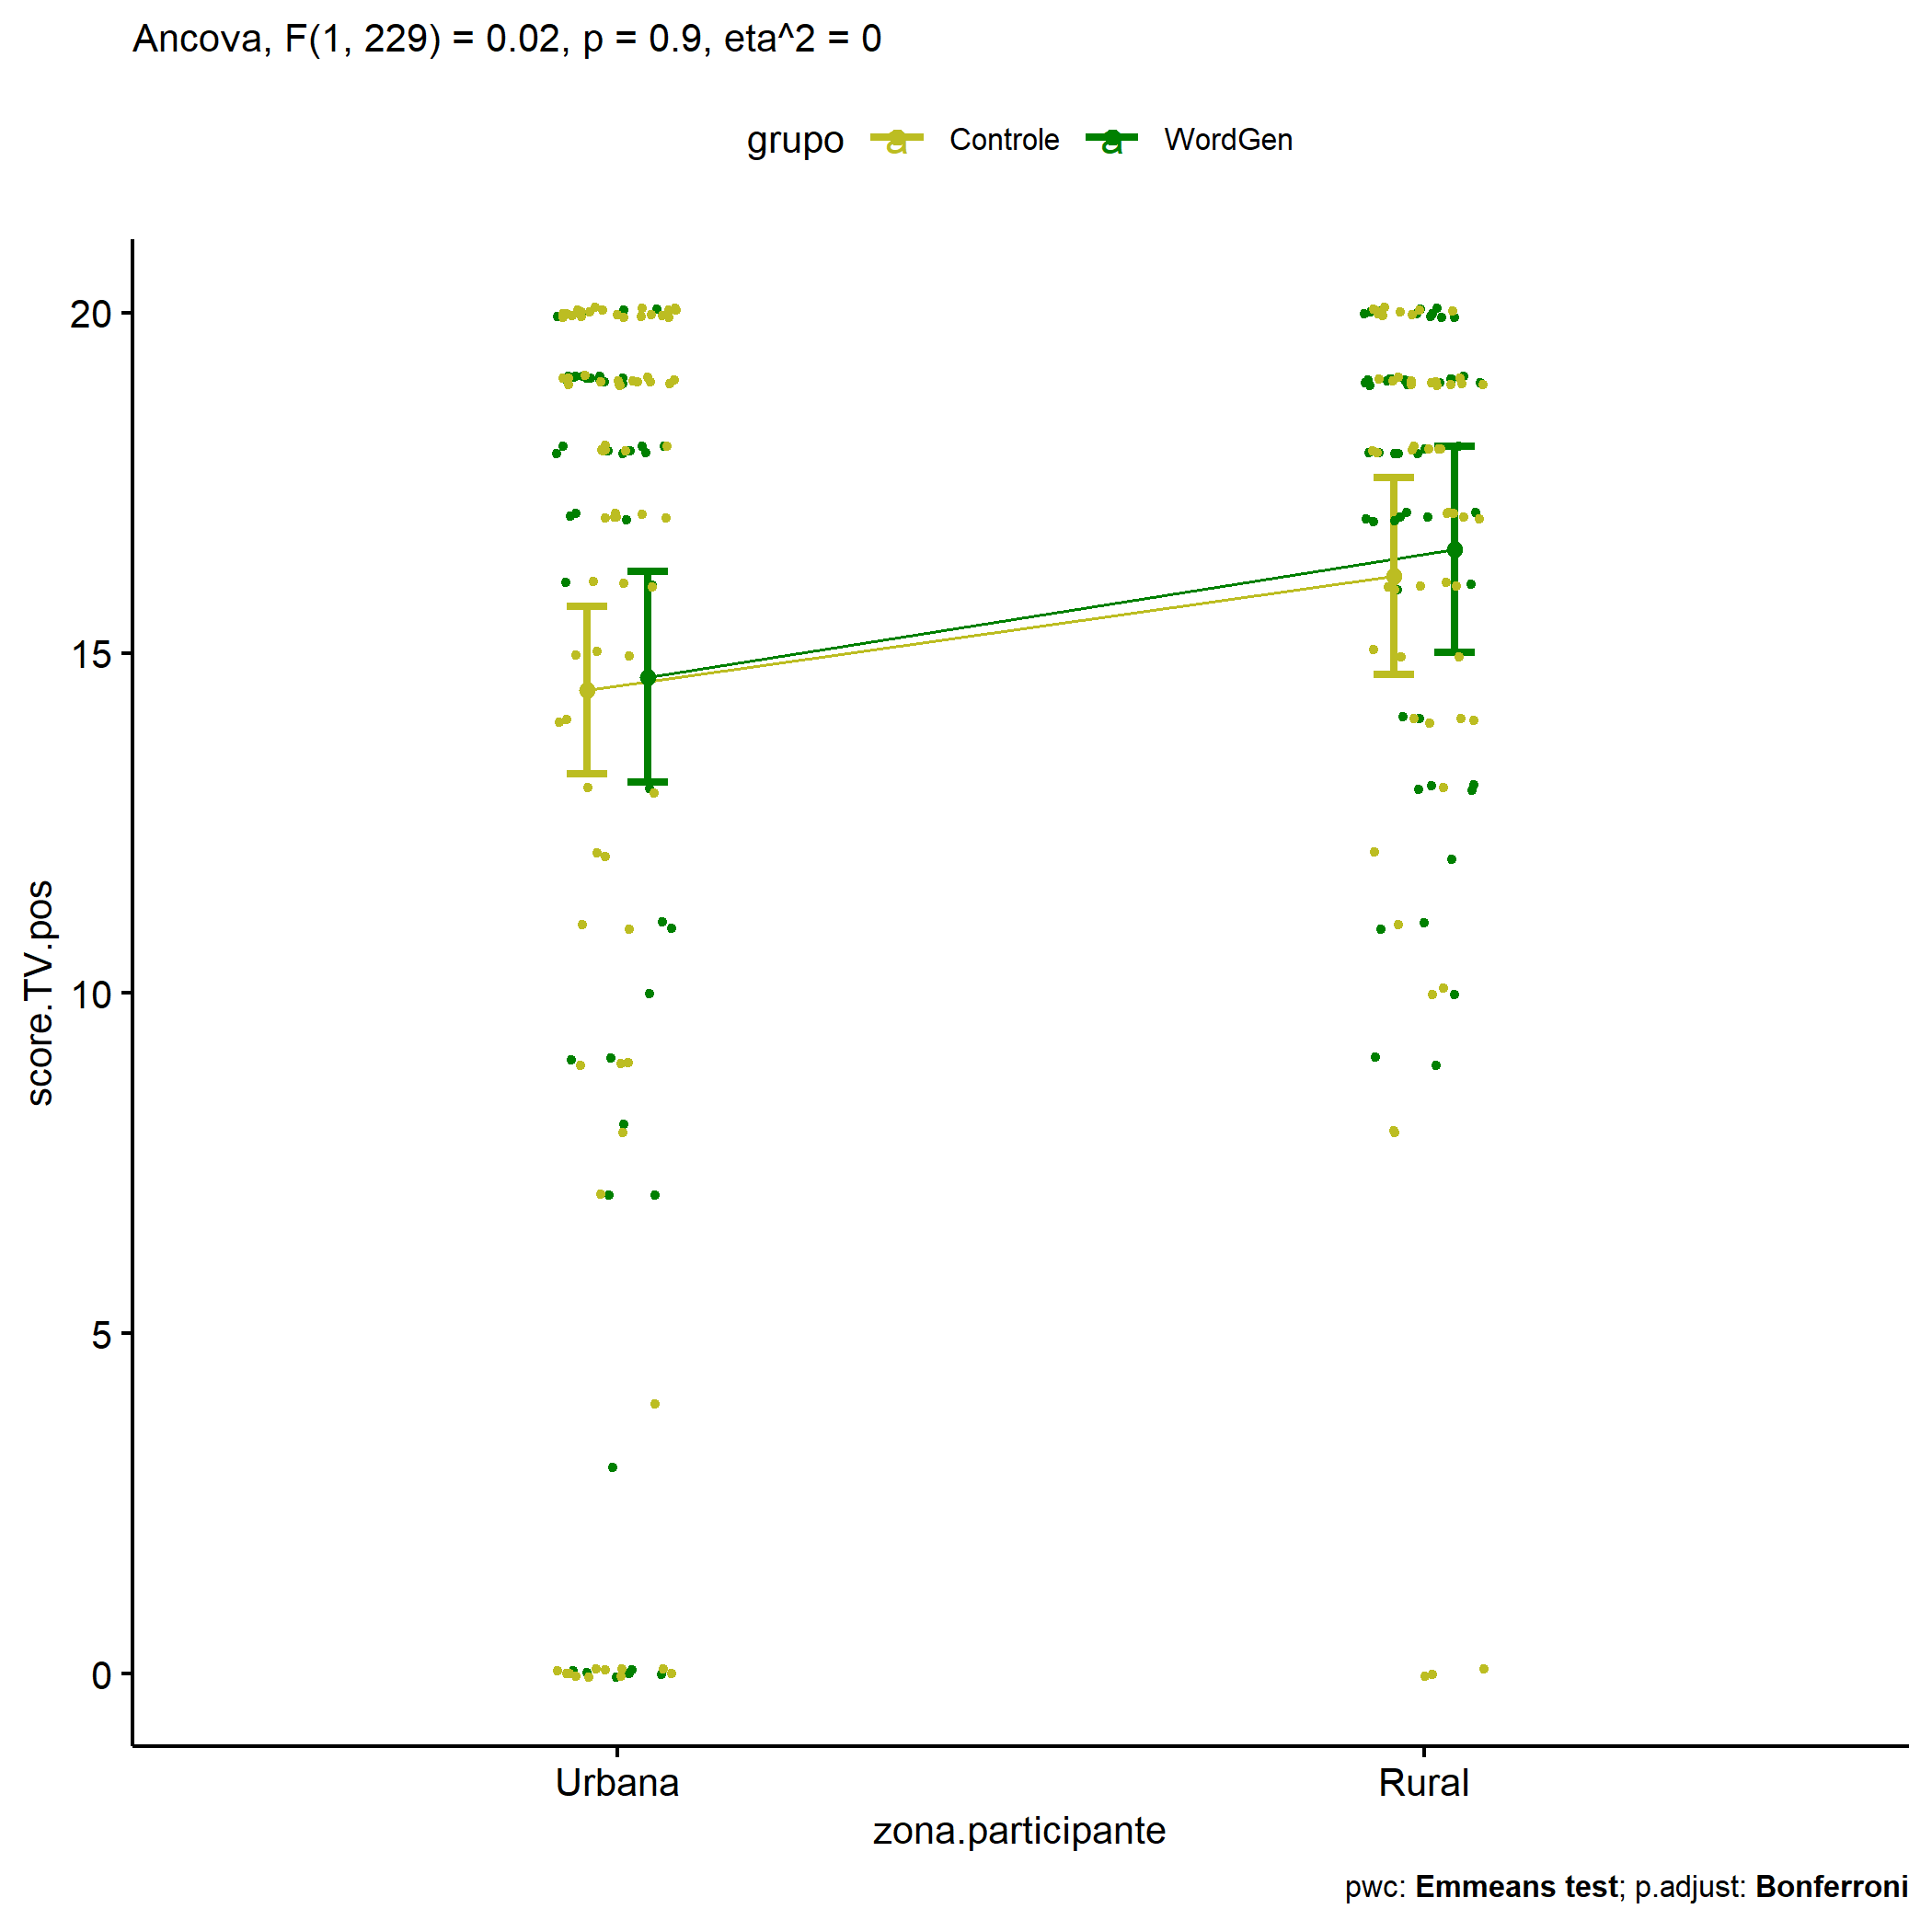 Ancova, F(1, 229) = 0.02, p = 0.9, eta^2 = 0
grupo a Controle a WordGen
20
15
10
5
0
score.TV.pos
Urbana Rural
zona.participante
pwc: Emmeans test; p.adjust: Bonferroni